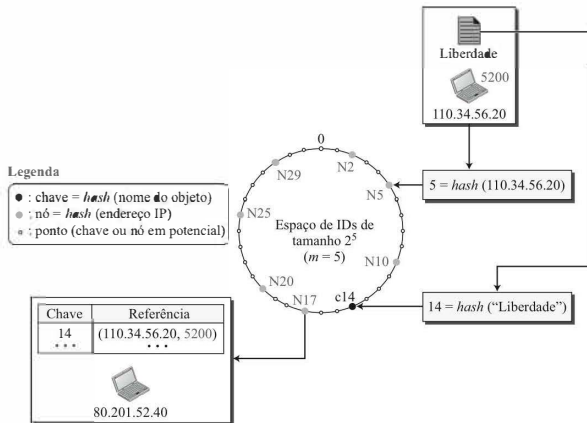 Liberdade
5200
110.34.56.20
0
N2
N29
N5
5 = hash (110.34.56.20)
Legenda
: chave = hash (nome do objeto)
: nó = hash (endereço IP)
: ponto (chave ou nó em potencial)
N25
Espaço de IDs de
tamanho 2⁵
(m = 5)
N10
N20
N17
c14
14 = hash (“Liberdade”)
Chave Referência
14 (110.34.56.20, 5200)
• • • • • •
80.201.52.40